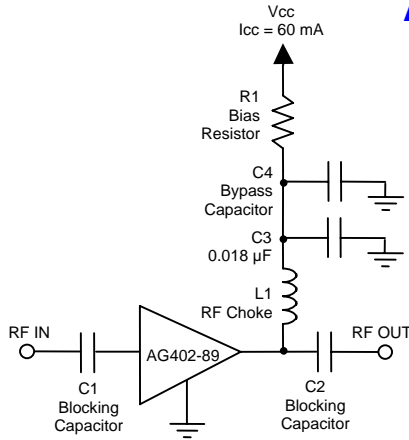 Vcc
Icc = 60 mA
R1
Bias
Resistor
C4
Bypass
Capacitor
C3
0.018 µF
L1
RF Choke
RF IN
AG402-89
RF OUT
C1
Blocking
Capacitor
C2
Blocking
Capacitor